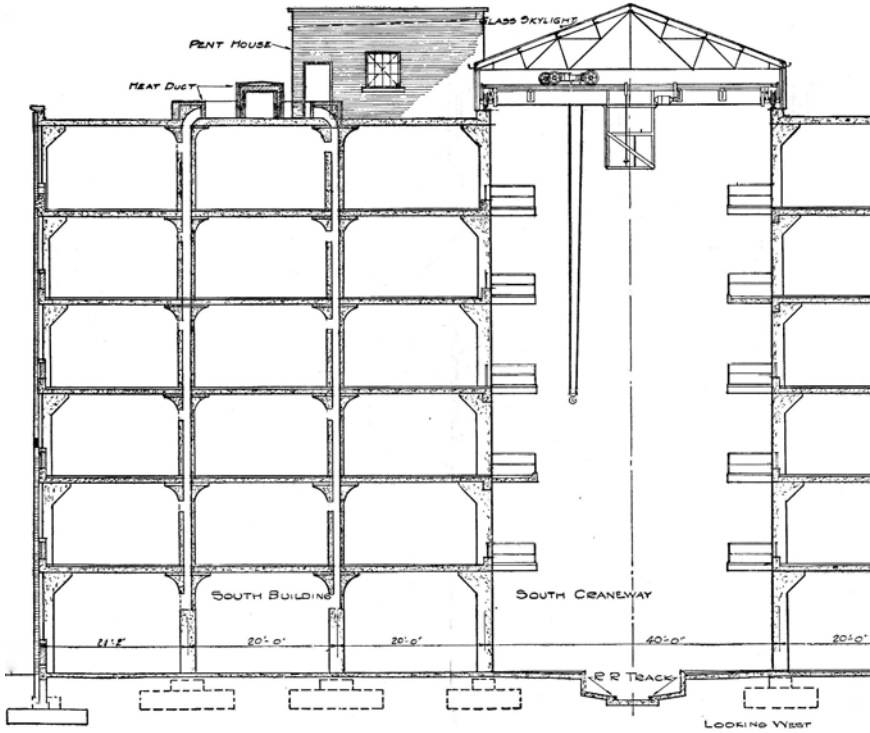 GLASS SKYLIGHT
PENT HOUSE
HEAT DUCT
SOUTH BUILDING
SOUTH CRANEWAY
21'-2"
20'-0"
20'-0"
40'-0"
20'-0"
R R TRACK
LOOKING WEST